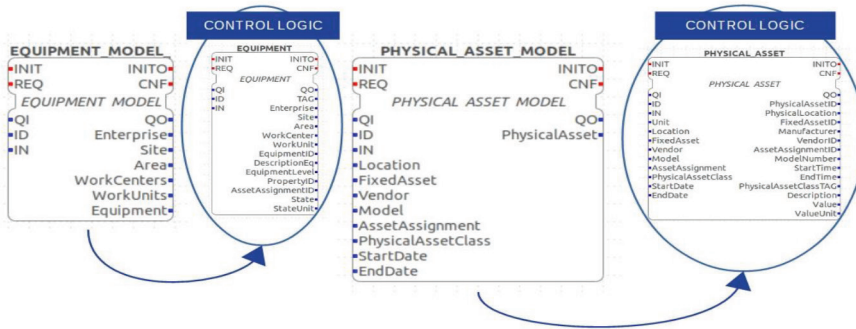 CONTROL LOGIC
CONTROL LOGIC
EQUIPMENT_MODEL_
INIT INITO
REQ CNF
EQUIPMENT MODEL
QI QO
ID Enterprise
IN Site
Area
WorkCenters
WorkUnits
Equipment
EQUIPMENT
INIT INITO
REQ CNF
EQUIPMENT
QI QO
ID TAG
IN Enterprise
Site
Area
WorkCenter
WorkUnit
EquipmentID
DescriptionEq
EquipmentLevel
PropertyID
AssetAssignmentID
State
StateUnit
PHYSICAL_ASSET_MODEL
INIT INITO
REQ CNF
PHYSICAL ASSET MODEL
QI QO
ID PhysicalAsset
IN
Location
FixedAsset
Vendor
Model
AssetAssignment
PhysicalAssetClass
StartDate
EndDate
PHYSICAL_ASSET
INIT INITO
REQ CNF
PHYSICAL ASSET
QI QO
ID PhysicalAssetID
IN PhysicalLocation
Unit FixedAssetID
Location Manufacturer
FixedAsset VendorID
Vendor AssetAssignmentID
Model ModelNumber
AssetAssignment StartTime
PhysicalAssetClass EndTime
StartDate PhysicalAssetClassTAG
EndDate Description
Value
ValueUnit